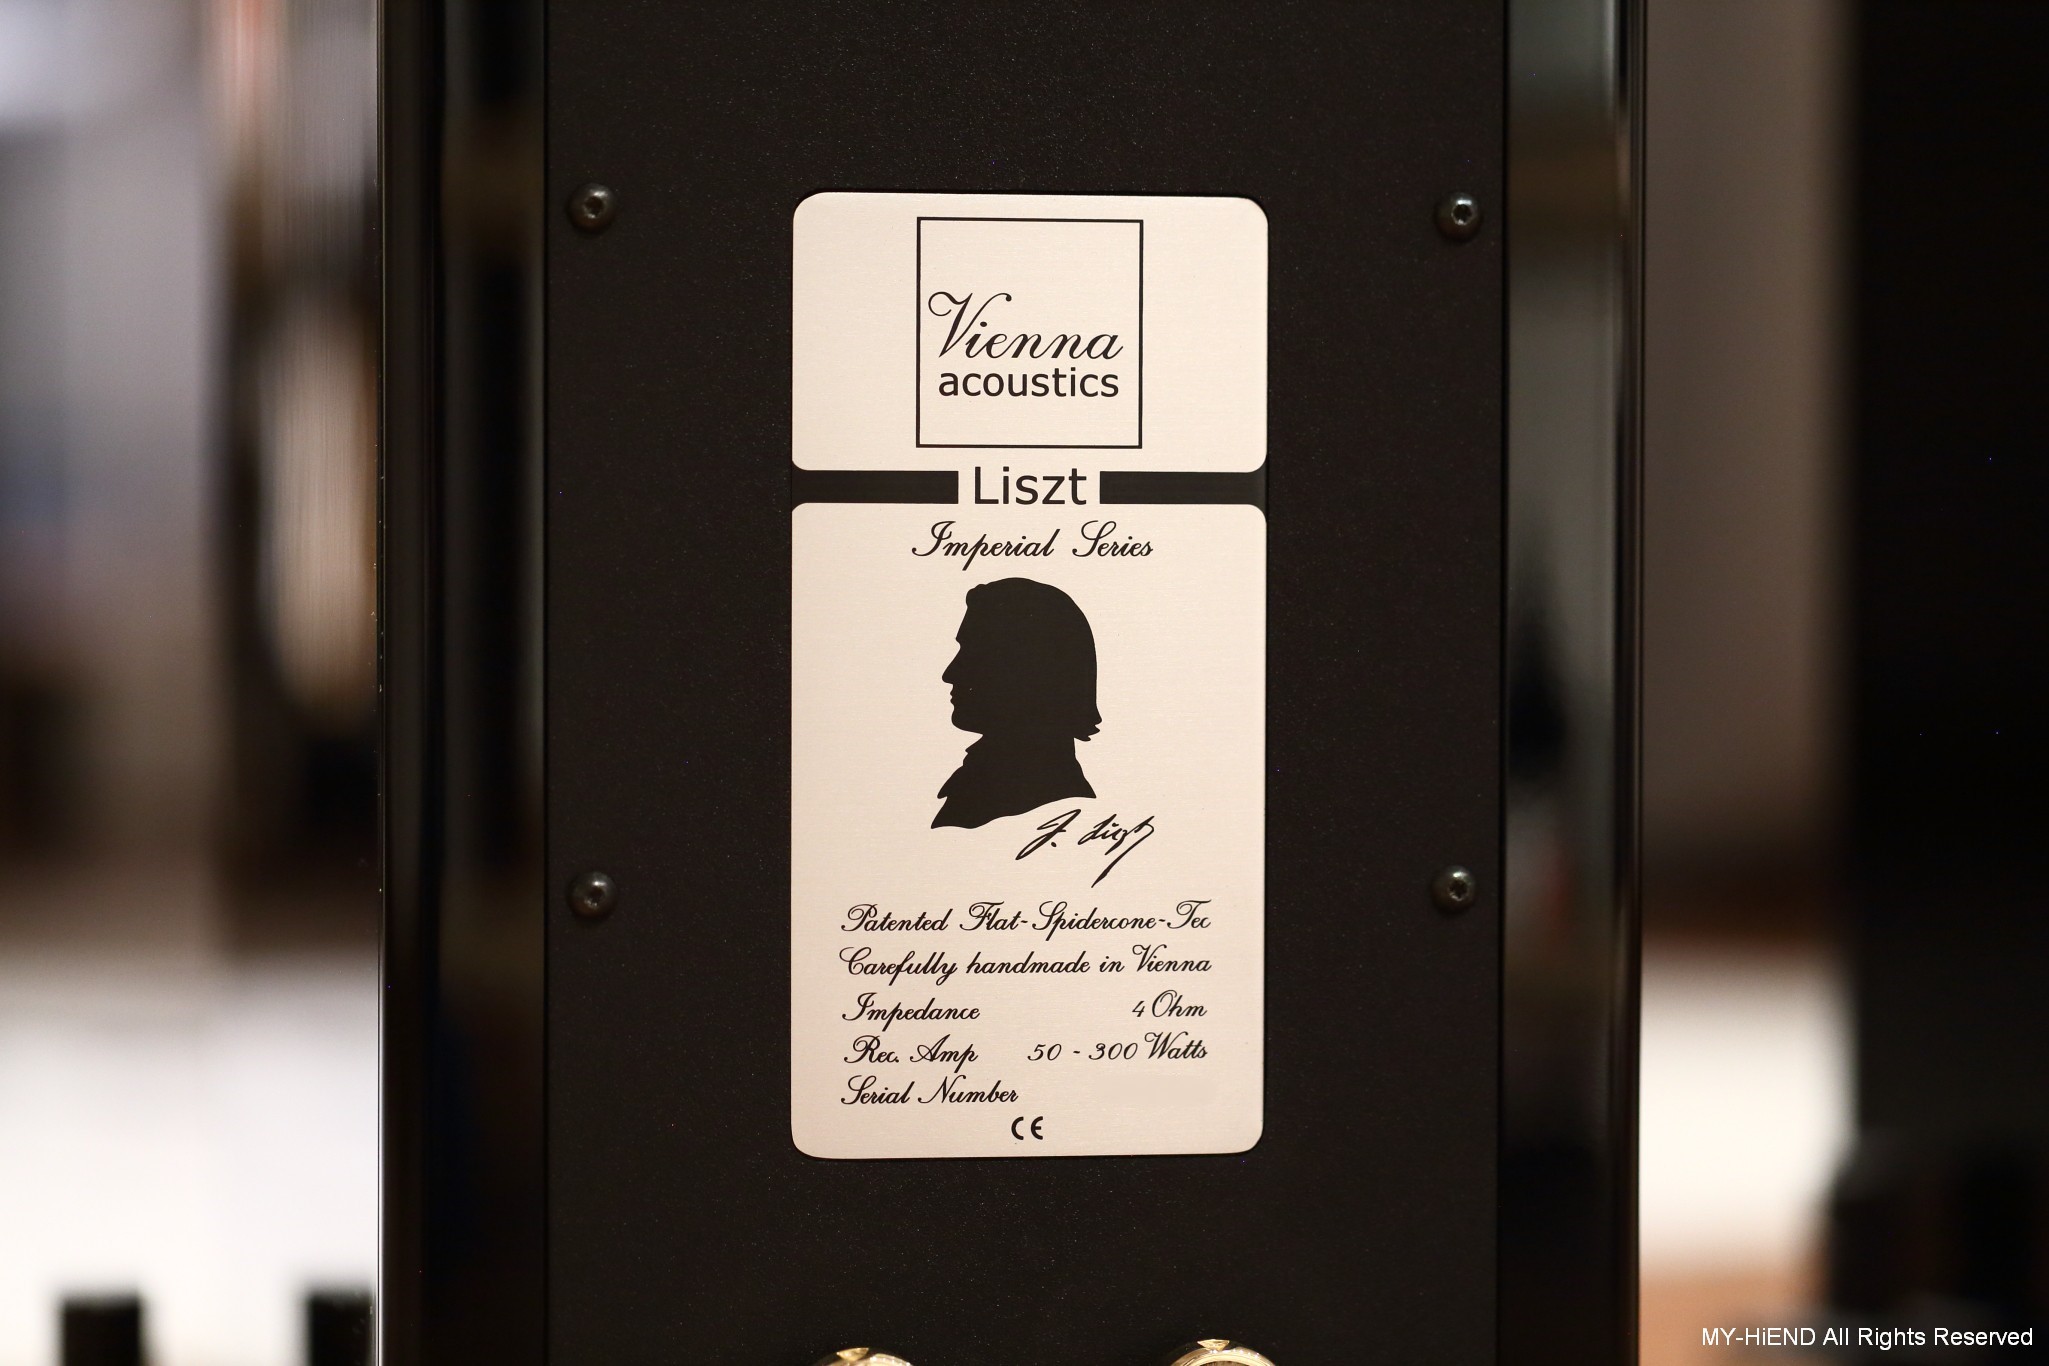 Vienna
acoustics
Liszt
Imperial Series
F. Liszt
Patented Flat-Spidercone-Tec
Carefully handmade in Vienna
Impedance 4 Ohm
Rec. Amp 50 - 300 Watts
Serial Number
CE
MY-HiEND All Rights Reserved